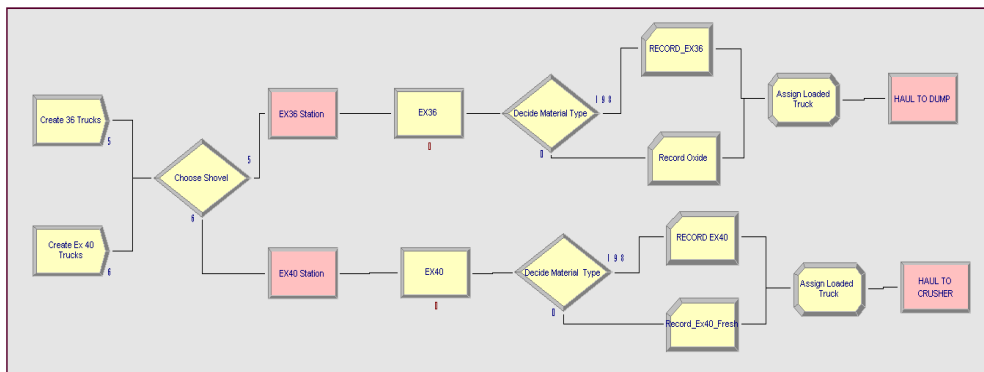 Create 36 Trucks
5
Create Ex 40
Trucks
6
Choose Shovel
5
6
EX36 Station
EX36
0
Decide Material Type
198
0
RECORD_EX36
Record Oxide
Assign Loaded
Truck
HAUL TO DUMP
EX40 Station
EX40
0
Decide Material Type
198
0
RECORD EX40
Record_Ex40_Fresh
Assign Loaded
Truck
HAUL TO
CRUSHER